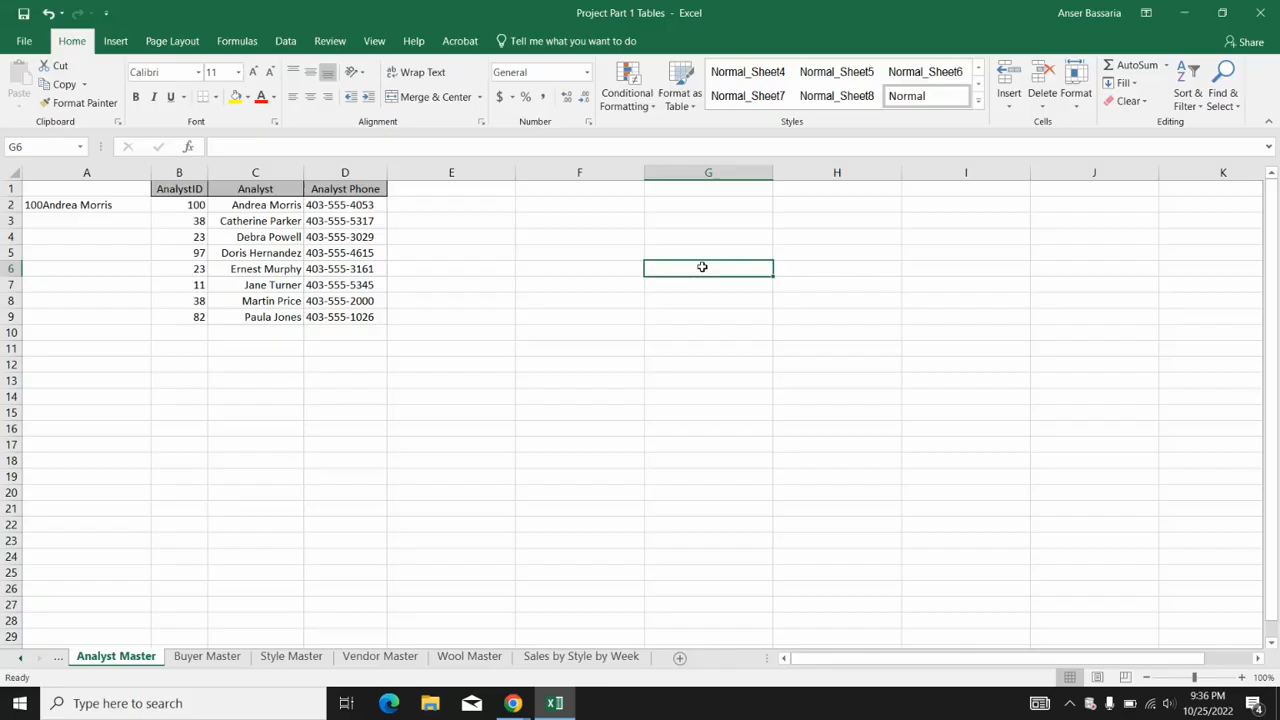 Project Part 1 Tables - Excel
Anser Bassaria
File Home Insert Page Layout Formulas Data Review View Help Acrobat Tell me what you want to do Share
Paste
Cut
Copy
Format Painter
Clipboard
Calibri 11
B I U
Font
Wrap Text
Merge & Center
Alignment
General
$ % ,
Number
Conditional Formatting
Format as Table
Normal_Sheet4 Normal_Sheet5 Normal_Sheet6
Normal_Sheet7 Normal_Sheet8 Normal
Styles
Insert Delete Format
Cells
AutoSum
Fill
Clear
Sort & Filter
Find & Select
Editing
G6 fx
A B C D E F G H I J K
1 AnalystID Analyst Analyst Phone
2 100Andrea Morris 100 Andrea Morris 403-555-4053
3 38 Catherine Parker 403-555-5317
4 23 Debra Powell 403-555-3029
5 97 Doris Hernandez 403-555-4615
6 23 Ernest Murphy 403-555-3161
7 11 Jane Turner 403-555-5345
8 38 Martin Price 403-555-2000
9 82 Paula Jones 403-555-1026
10
11
12
13
14
15
16
17
18
19
20
21
22
23
24
25
26
27
28
29
... Analyst Master Buyer Master Style Master Vendor Master Wool Master Sales by Style by Week
Ready 100%
Type here to search
9:36 PM
10/25/2022
4